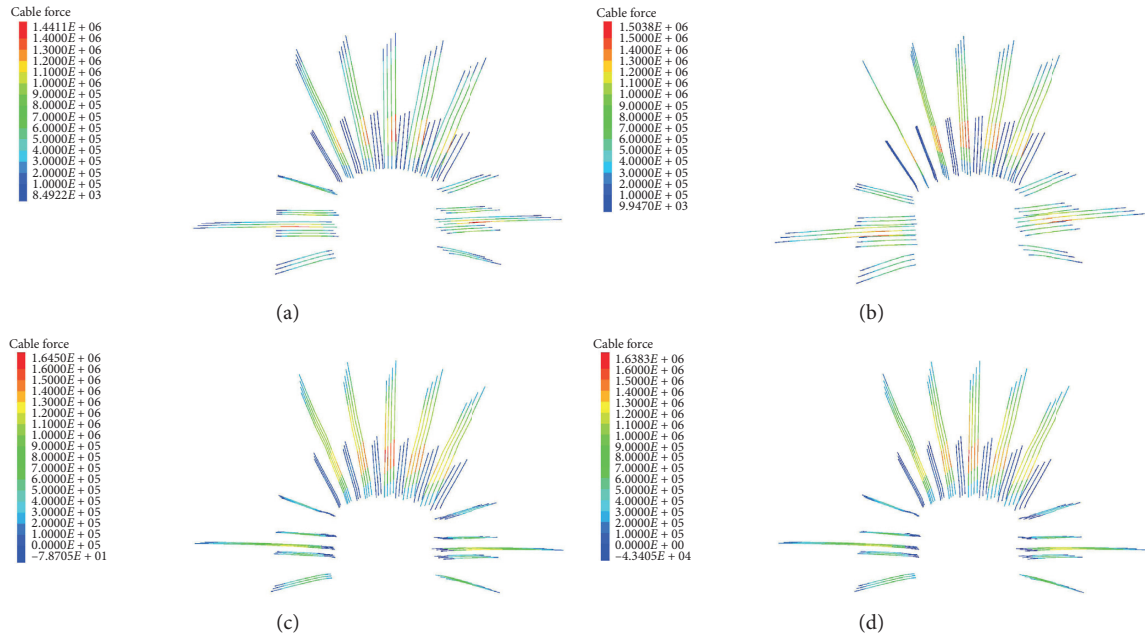 Cable force
1.4411E + 06
1.4000E + 06
1.3000E + 06
1.2000E + 06
1.1000E + 06
1.0000E + 06
9.0000E + 05
8.0000E + 05
7.0000E + 05
6.0000E + 05
5.0000E + 05
4.0000E + 05
3.0000E + 05
2.0000E + 05
1.0000E + 05
8.4922E + 03
(a)
Cable force
1.5038E + 06
1.5000E + 06
1.4000E + 06
1.3000E + 06
1.2000E + 06
1.1000E + 06
1.0000E + 06
9.0000E + 05
8.0000E + 05
7.0000E + 05
6.0000E + 05
5.0000E + 05
4.0000E + 05
3.0000E + 05
2.0000E + 05
1.0000E + 05
9.9470E + 03
(b)
Cable force
1.6450E + 06
1.6000E + 06
1.5000E + 06
1.4000E + 06
1.3000E + 06
1.2000E + 06
1.1000E + 06
1.0000E + 06
9.0000E + 05
8.0000E + 05
7.0000E + 05
6.0000E + 05
5.0000E + 05
4.0000E + 05
3.0000E + 05
2.0000E + 05
1.0000E + 05
0.0000E + 05
−7.8705E + 01
(c)
Cable force
1.6383E + 06
1.6000E + 06
1.5000E + 06
1.4000E + 06
1.3000E + 06
1.2000E + 06
1.1000E + 06
1.0000E + 06
9.0000E + 05
8.0000E + 05
7.0000E + 05
6.0000E + 05
5.0000E + 05
4.0000E + 05
3.0000E + 05
2.0000E + 05
1.0000E + 05
0.0000E + 00
−4.3405E + 04
(d)